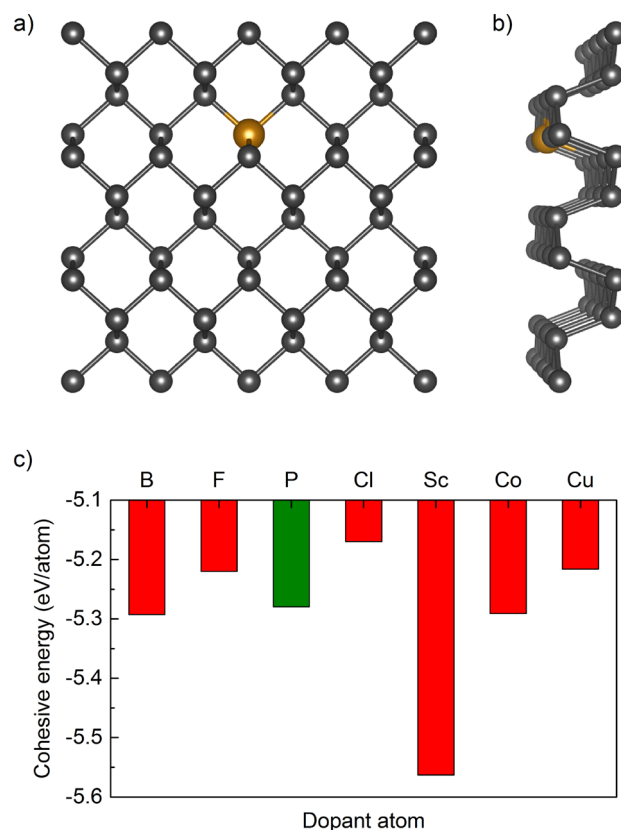 a)
b)
c)
B F P Cl Sc Co Cu
-5.1
-5.2
-5.3
-5.4
-5.5
-5.6
Cohesive energy (eV/atom)
Dopant atom